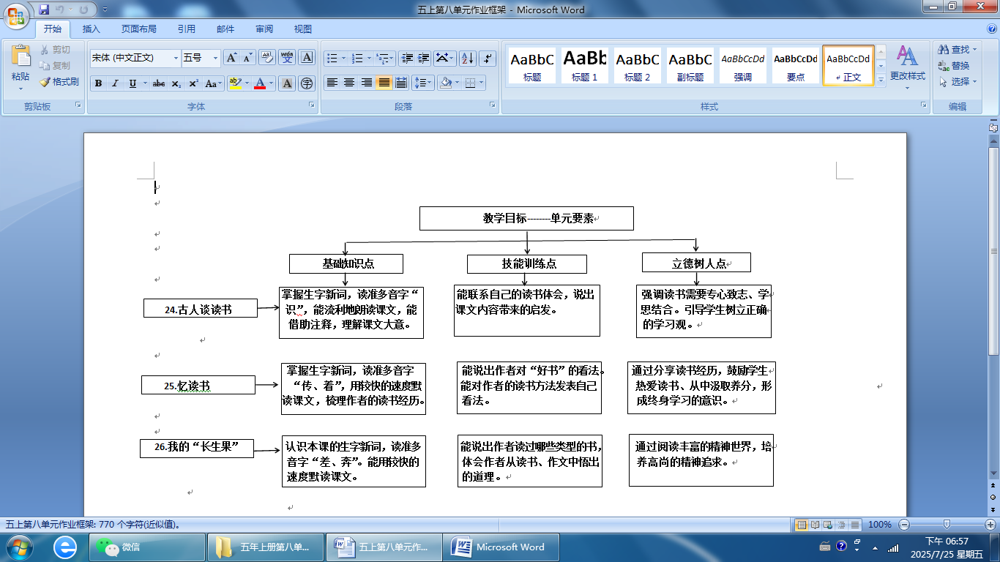 五上第八单元作业框架 - Microsoft Word
开始 插入 页面布局 引用 邮件 审阅 视图
粘贴
剪切
复制
格式刷
剪贴板
宋体 (中文正文) 五号
字体
段落
AaBbC AaBb AaBbC AaBbC AaBbCcDd AaBbCcDd AaBbCcDd
标题 标题 1 标题 2 副标题 强调 要点 正文
更改样式
样式
查找
替换
选择
编辑
教学目标--------单元要素
基础知识点
技能训练点
立德树人点
24.古人谈读书
掌握生字新词，读准多音字“
识”，能流利地朗读课文，能
借助注释，理解课文大意。
能联系自己的读书体会，说出
课文内容带来的启发。
强调读书需要专心致志、学
思结合。引导学生树立正确
的学习观。
25.忆读书
掌握生字新词，读准多音字
“传、着”，用较快的速度默
读课文，梳理作者的读书经历。
能说出作者对“好书”的看法。
能对作者的读书方法发表自己
看法。
通过分享读书经历，鼓励学生
热爱读书、从中汲取养分，形
成终身学习的意识。
26.我的“长生果”
认识本课的生字新词，读准多
音字“差、奔”。能用较快的
速度默读课文。
能说出作者读过哪些类型的书，
体会作者从读书、作文中悟出
的道理。
通过阅读丰富的精神世界，培
养高尚的精神追求。
五上第八单元作业框架: 770 个字符(近似值)。
100%
微信
五年上册第八单...
五上第八单元作...
Microsoft Word
下午 06:57
2025/7/25 星期五